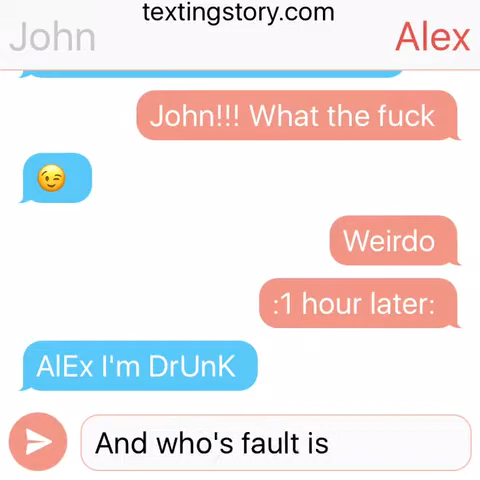 textingstory.com
John
Alex
John!!! What the fuck
😉
Weirdo
:1 hour later:
AlEx I'm DrUnK
And who's fault is